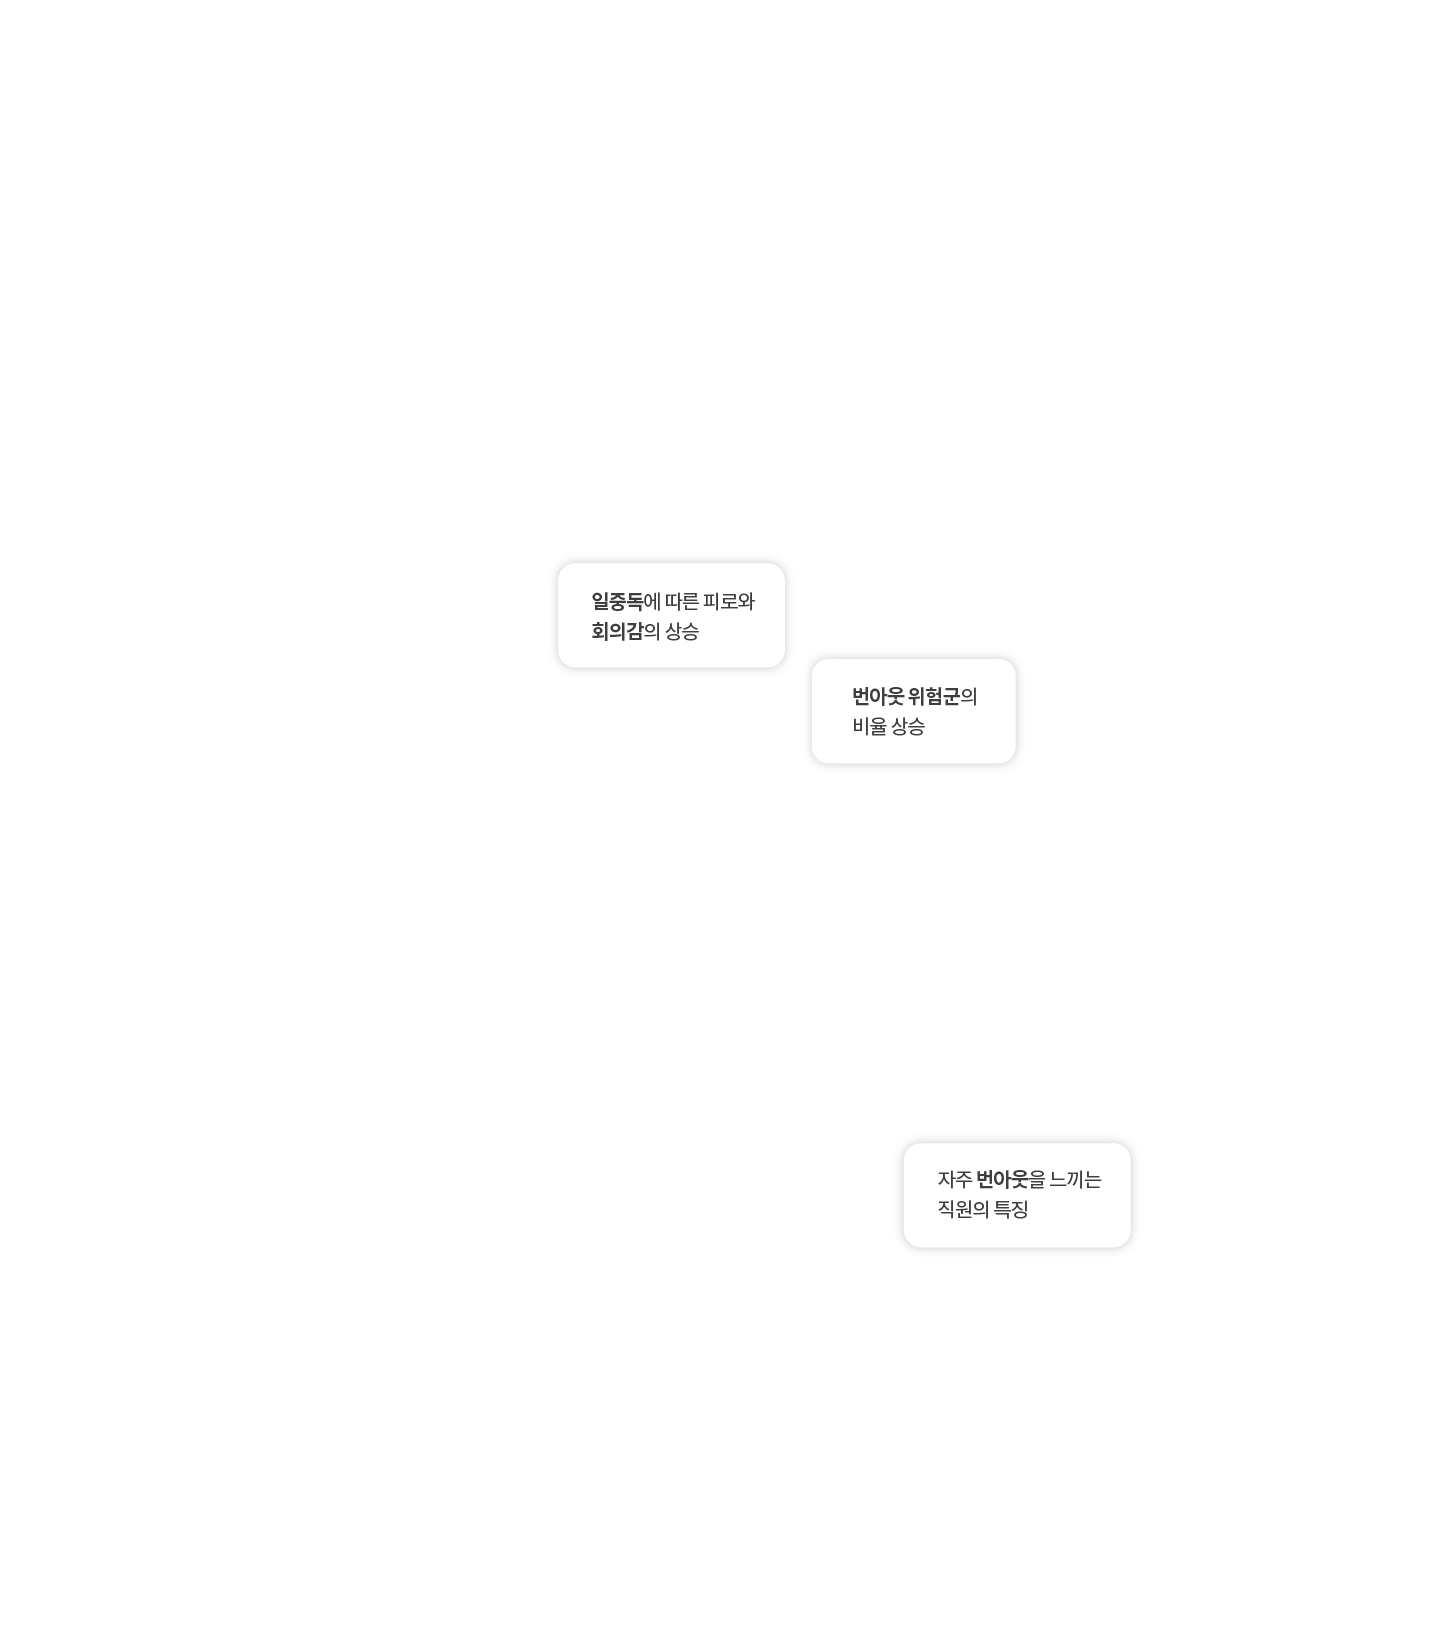 일중독에 따른 피로와
회의감의 상승
번아웃 위험군의
비율 상승
자주 번아웃을 느끼는
직원의 특징